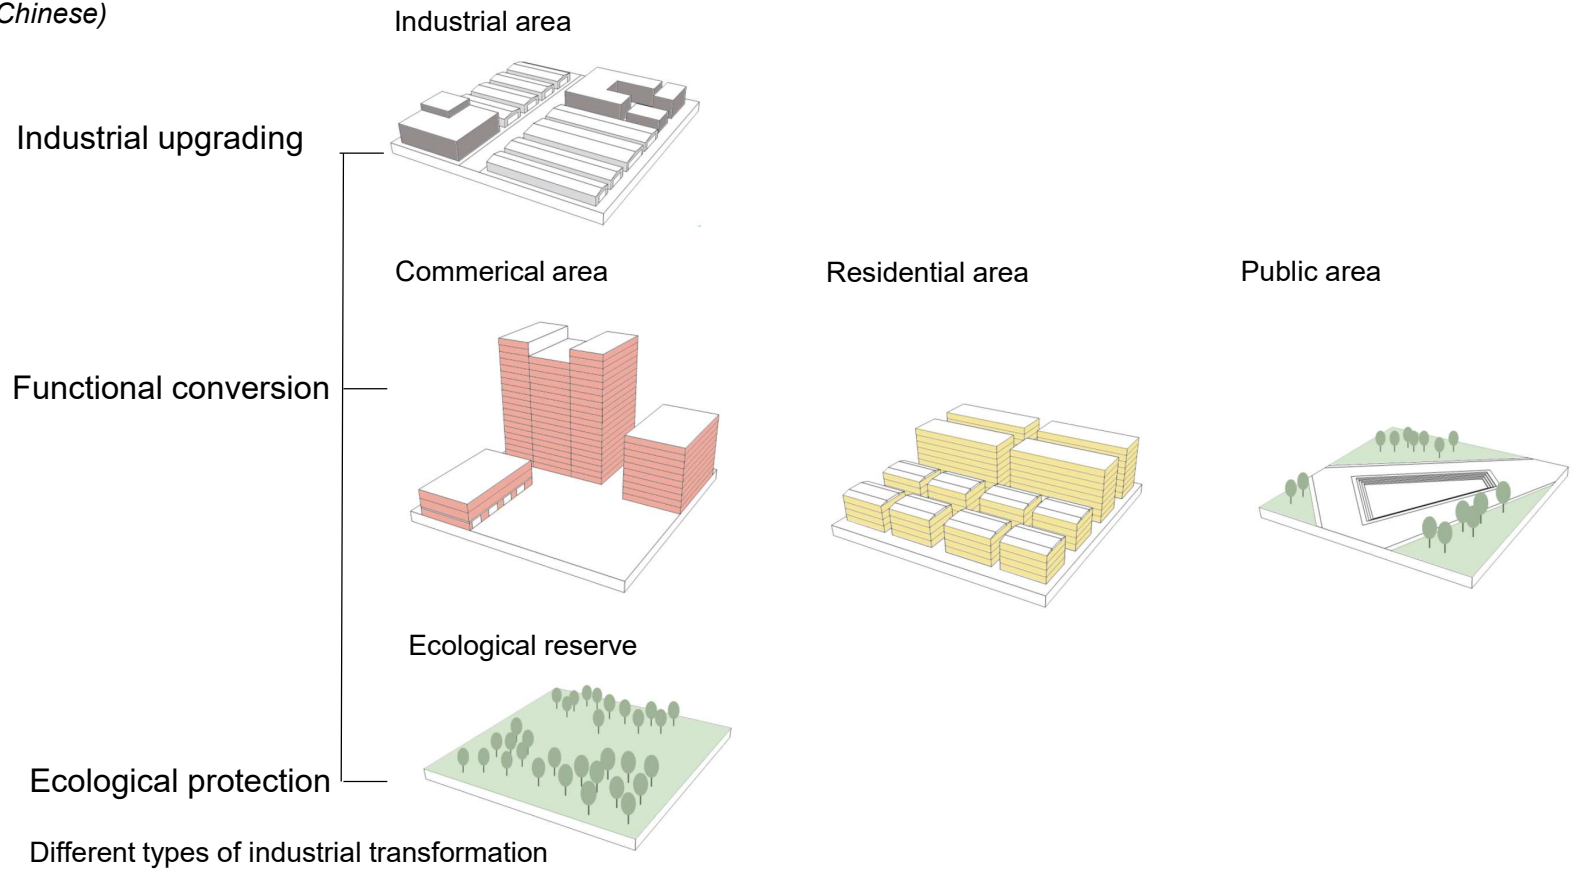 Chinese)
Industrial area
Industrial upgrading
Commerical area
Residential area
Public area
Functional conversion
Ecological reserve
Ecological protection
Different types of industrial transformation